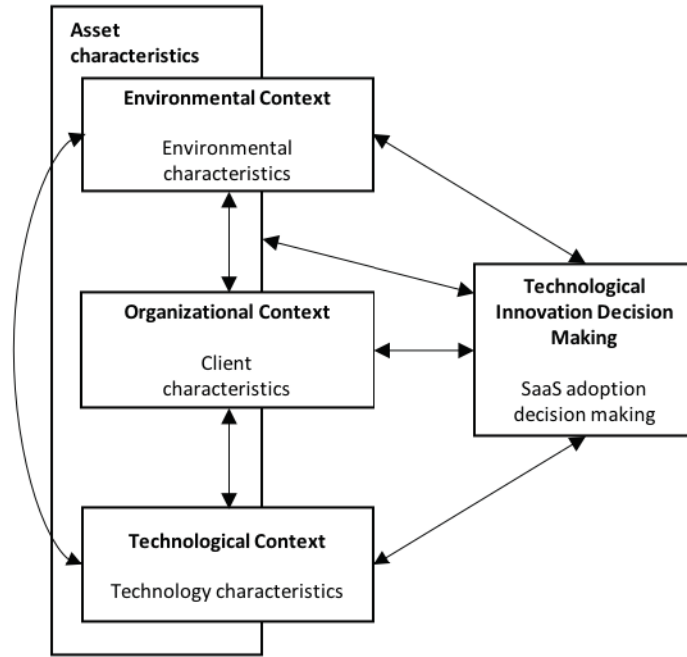 Asset
characteristics
Environmental Context
Environmental
characteristics
Organizational Context
Client
characteristics
Technological Context
Technology characteristics
Technological
Innovation Decision
Making
SaaS adoption
decision making